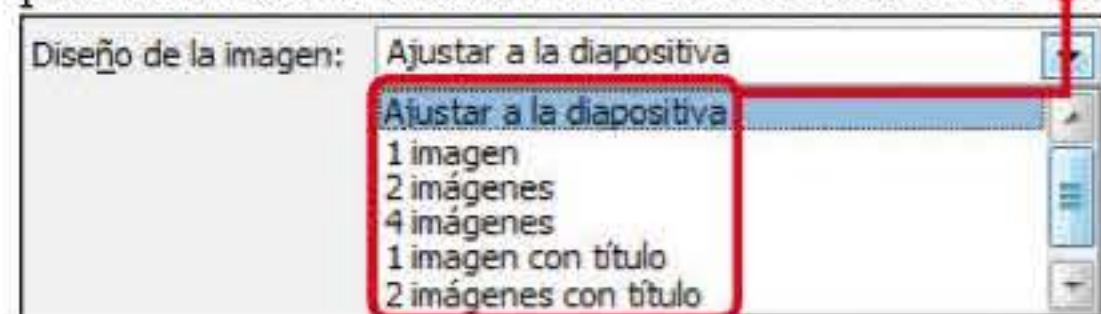 Diseño de la imagen: Ajustar a la diapositiva
Ajustar a la diapositiva
1 imagen
2 imágenes
4 imágenes
1 imagen con título
2 imágenes con título